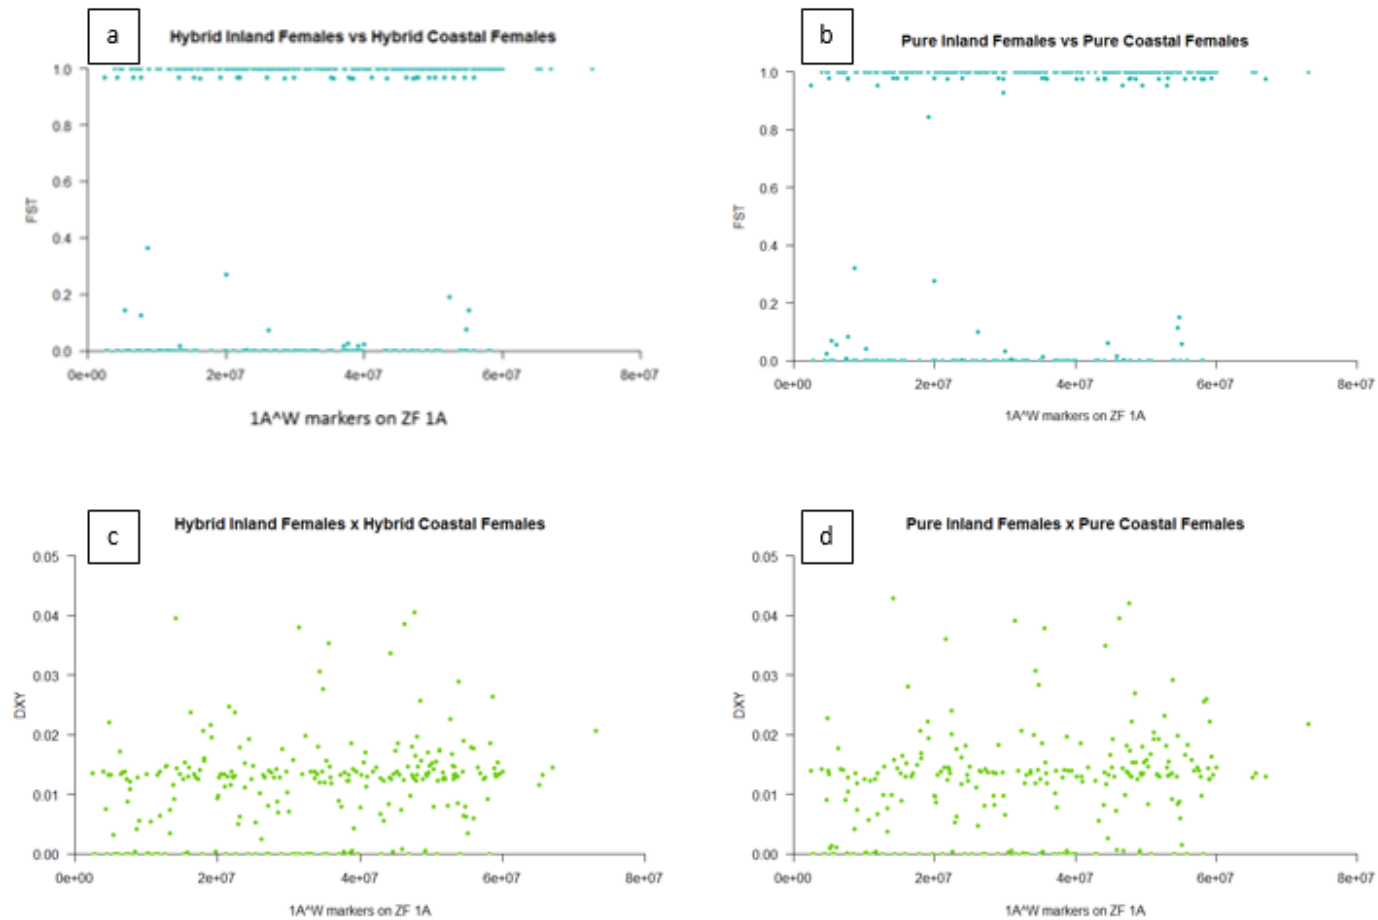 a
Hybrid Inland Females vs Hybrid Coastal Females
1.0
0.8
0.6
FST
0.4
0.2
0.0
0e+00 2e+07 4e+07 6e+07 8e+07
1A^W markers on ZF 1A
b
Pure Inland Females vs Pure Coastal Females
1.0
0.8
0.6
FST
0.4
0.2
0.0
0e+00 2e+07 4e+07 6e+07 8e+07
1A^W markers on ZF 1A
c
Hybrid Inland Females x Hybrid Coastal Females
0.05
0.04
0.03
DXY
0.02
0.01
0.00
0e+00 2e+07 4e+07 6e+07 8e+07
1A^W markers on ZF 1A
d
Pure Inland Females x Pure Coastal Females
0.05
0.04
0.03
DXY
0.02
0.01
0.00
0e+00 2e+07 4e+07 6e+07 8e+07
1A^W markers on ZF 1A